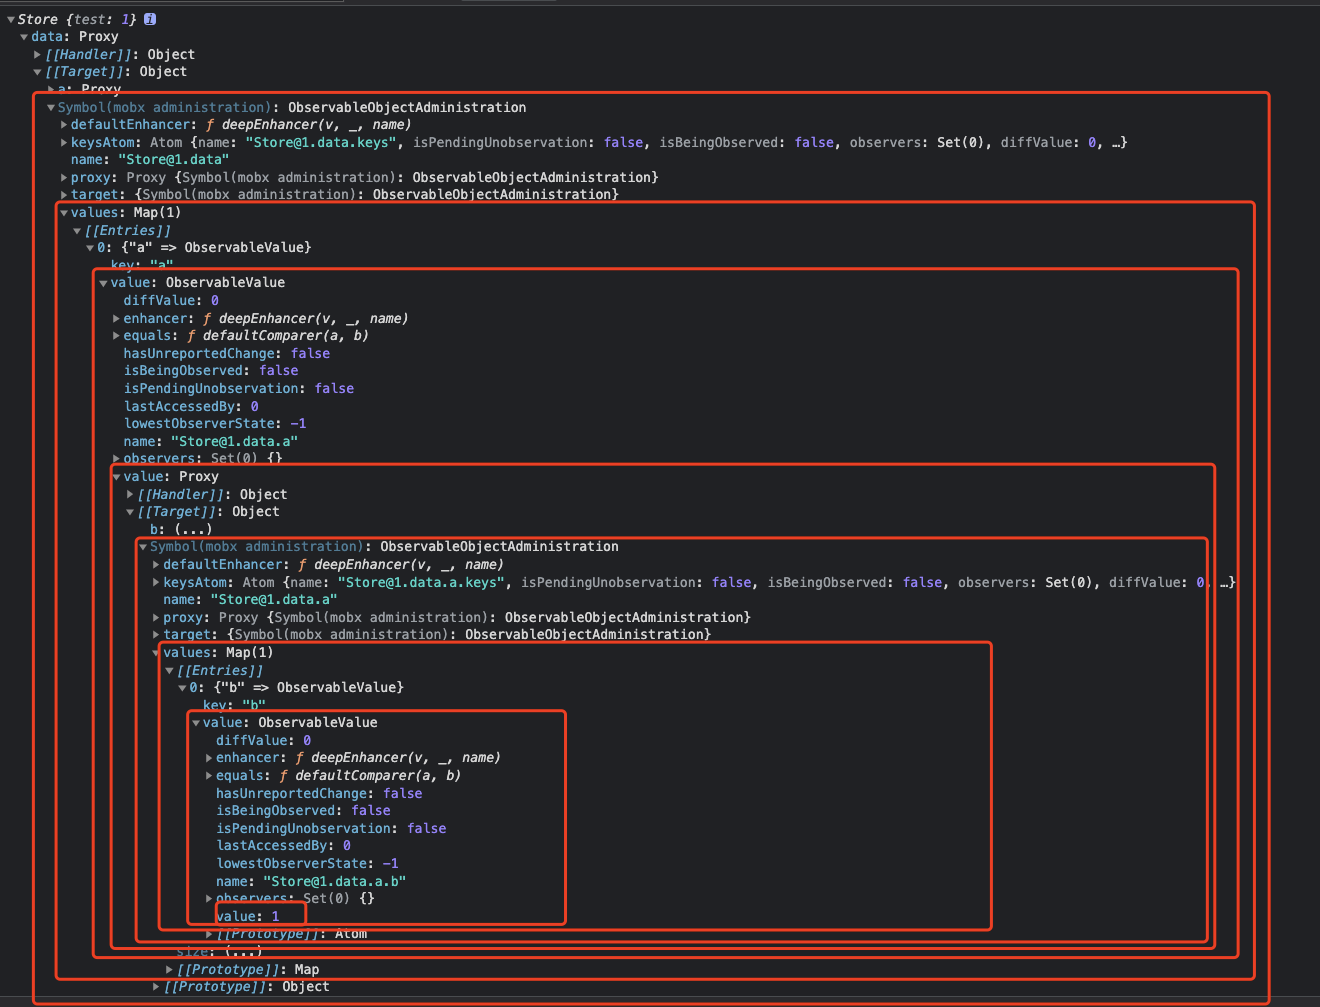 Store {test: 1} i
data: Proxy
[[Handler]]: Object
[[Target]]: Object
a: Proxy
Symbol(mobx administration): ObservableObjectAdministration
defaultEnhancer: ƒ deepEnhancer(v, _, name)
keysAtom: Atom {name: "Store@1.data.keys", isPendingUnobservation: false, isBeingObserved: false, observers: Set(0), diffValue: 0, …}
name: "Store@1.data"
proxy: Proxy {Symbol(mobx administration): ObservableObjectAdministration}
target: {Symbol(mobx administration): ObservableObjectAdministration}
values: Map(1)
[[Entries]]
0: {"a" => ObservableValue}
key: "a"
value: ObservableValue
diffValue: 0
enhancer: ƒ deepEnhancer(v, _, name)
equals: ƒ defaultComparer(a, b)
hasUnreportedChange: false
isBeingObserved: false
isPendingUnobservation: false
lastAccessedBy: 0
lowestObserverState: -1
name: "Store@1.data.a"
observers: Set(0) {}
value: Proxy
[[Handler]]: Object
[[Target]]: Object
b: (...)
Symbol(mobx administration): ObservableObjectAdministration
defaultEnhancer: ƒ deepEnhancer(v, _, name)
keysAtom: Atom {name: "Store@1.data.a.keys", isPendingUnobservation: false, isBeingObserved: false, observers: Set(0), diffValue: 0, …}
name: "Store@1.data.a"
proxy: Proxy {Symbol(mobx administration): ObservableObjectAdministration}
target: {Symbol(mobx administration): ObservableObjectAdministration}
values: Map(1)
[[Entries]]
0: {"b" => ObservableValue}
key: "b"
value: ObservableValue
diffValue: 0
enhancer: ƒ deepEnhancer(v, _, name)
equals: ƒ defaultComparer(a, b)
hasUnreportedChange: false
isBeingObserved: false
isPendingUnobservation: false
lastAccessedBy: 0
lowestObserverState: -1
name: "Store@1.data.a.b"
observers: Set(0) {}
value: 1
[[Prototype]]: Atom
size: (...)
[[Prototype]]: Map
[[Prototype]]: Object